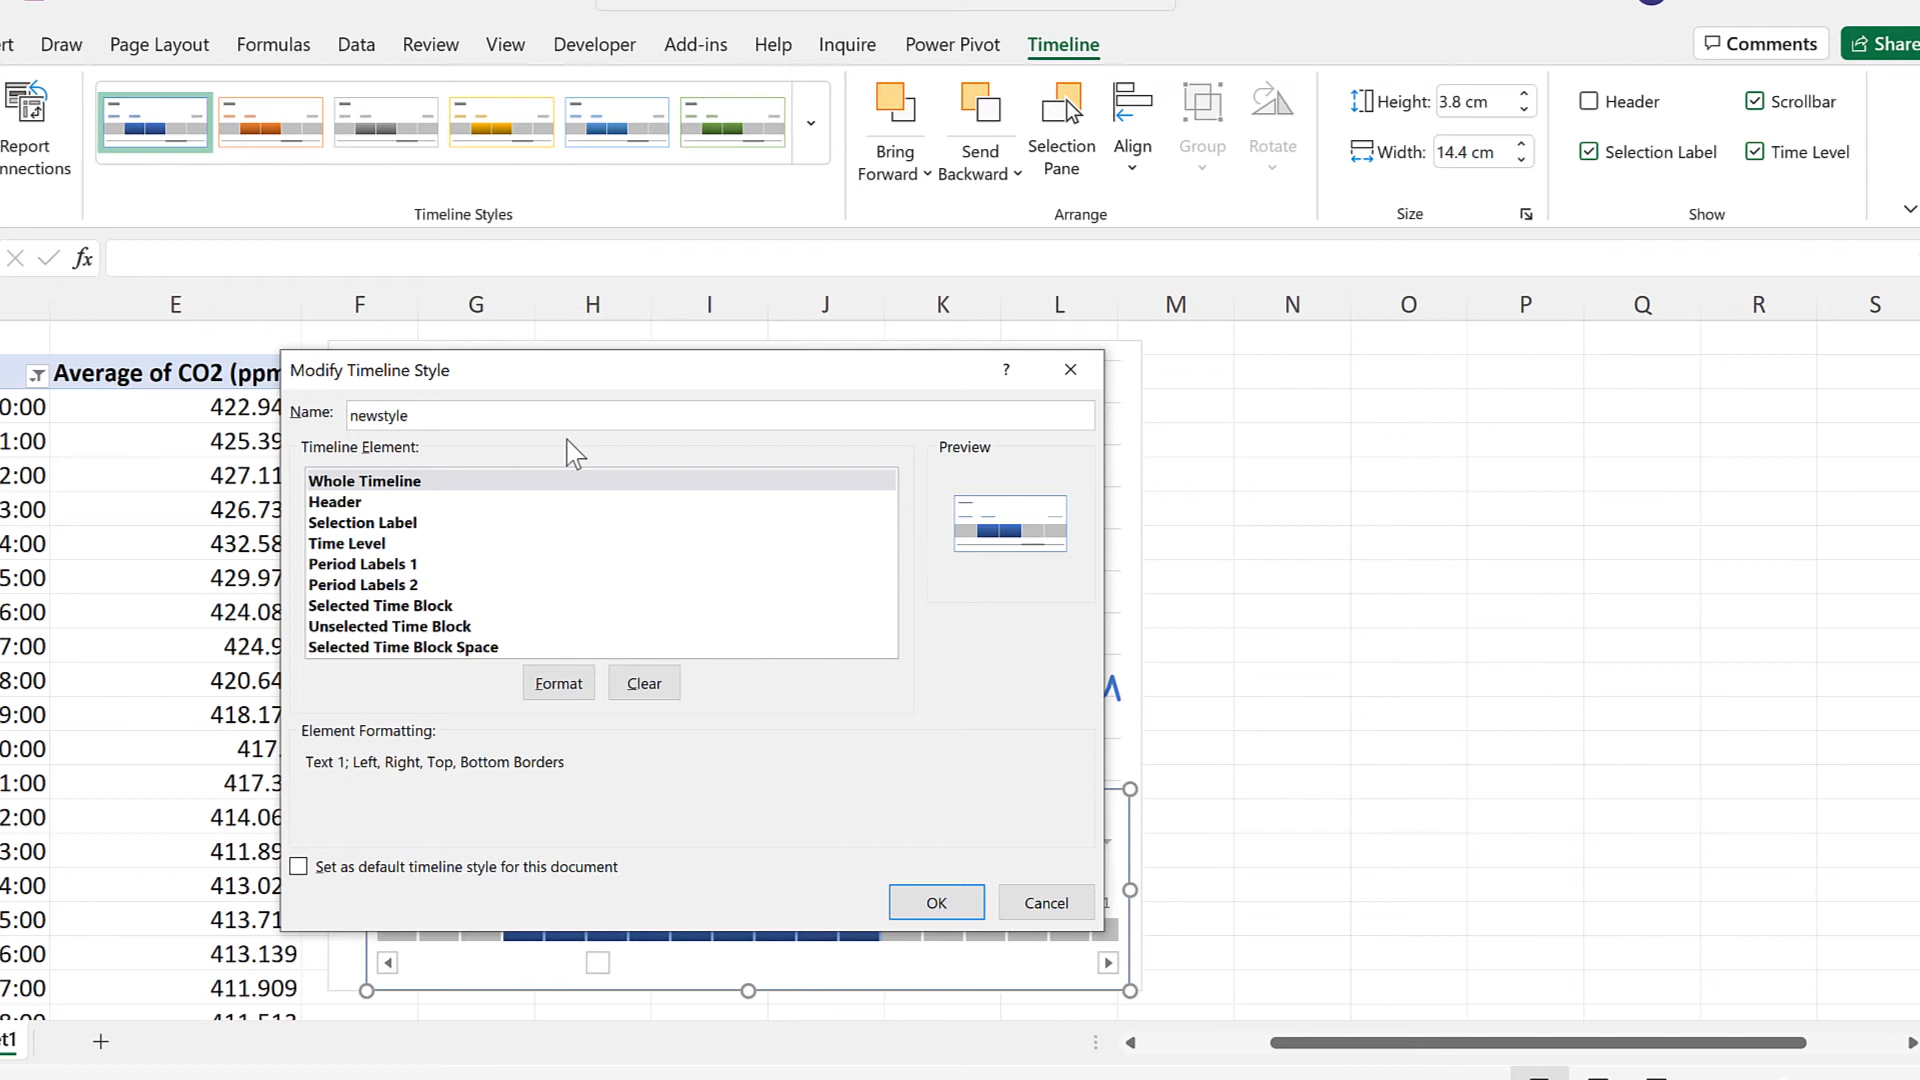 rt Draw Page Layout Formulas Data Review View Developer Add-ins Help Inquire Power Pivot Timeline Comments Share
Report
nnections
Bring
Forward
Send
Backward
Selection
Pane
Align
Group
Rotate
Height: 3.8 cm
Width: 14.4 cm
Header
Scrollbar
Selection Label
Time Level
Timeline Styles Arrange Size Show
fx
E F G H I J K L M N O P Q R S
Average of CO2 (ppm
0:00 422.94
1:00 425.39
2:00 427.11
3:00 426.73
4:00 432.58
5:00 429.97
6:00 424.08
7:00 424.9
8:00 420.64
9:00 418.17
0:00 417.
1:00 417.3
2:00 414.06
3:00 411.89
4:00 413.02
5:00 413.71
6:00 413.139
7:00 411.909
8:00 411.513
Modify Timeline Style ?
Name: newstyle
Timeline Element:
Preview
Whole Timeline
Header
Selection Label
Time Level
Period Labels 1
Period Labels 2
Selected Time Block
Unselected Time Block
Selected Time Block Space
Format Clear
Element Formatting:
Text 1; Left, Right, Top, Bottom Borders
Set as default timeline style for this document
OK Cancel
1
et1